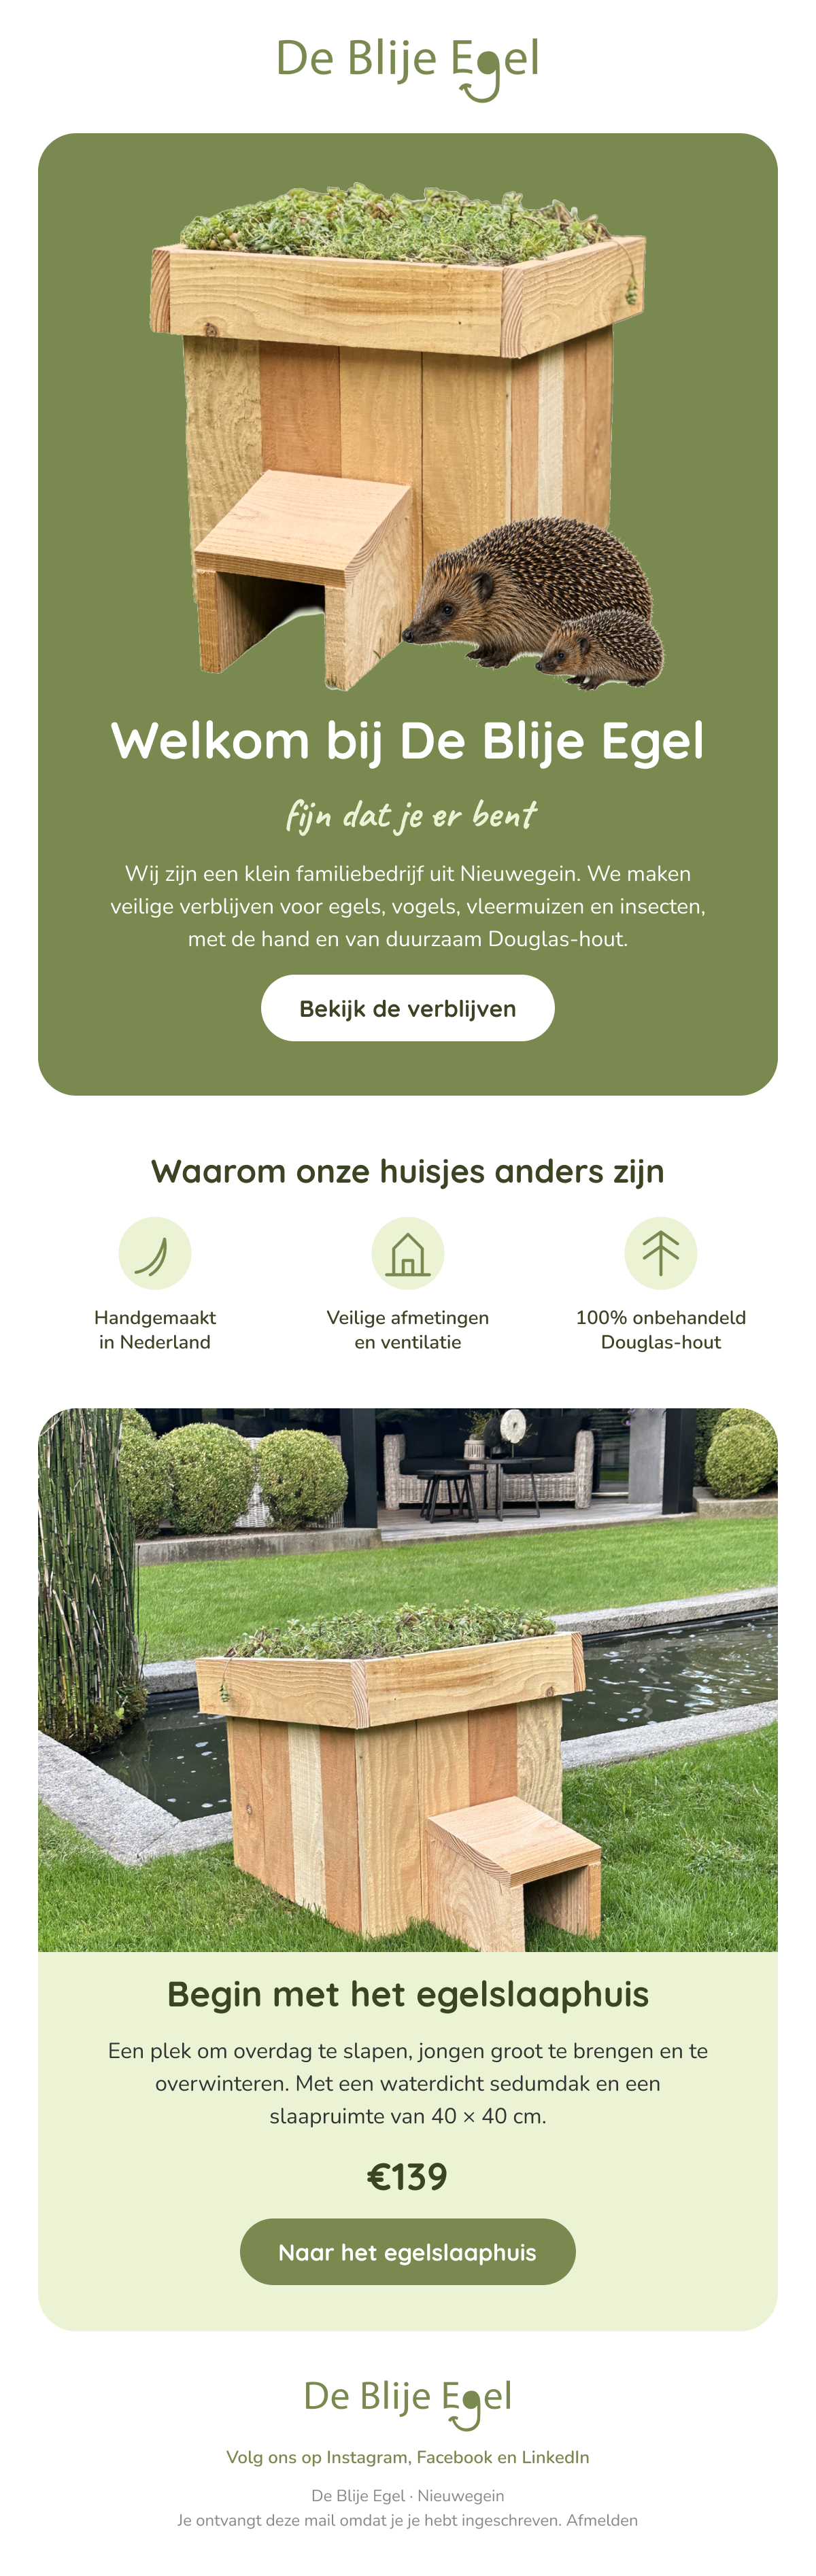 De Blije Egel
Welkom bij De Blije Egel
fijn dat je er bent
Wij zijn een klein familiebedrijf uit Nieuwegein. We maken
veilige verblijven voor egels, vogels, vleermuizen en insecten,
met de hand en van duurzaam Douglas-hout.
Bekijk de verblijven
Waarom onze huisjes anders zijn
Handgemaakt
in Nederland
Veilige afmetingen
en ventilatie
100% onbehandeld
Douglas-hout
Begin met het egelslaaphuis
Een plek om overdag te slapen, jongen groot te brengen en te
overwinteren. Met een waterdicht sedumdak en een
slaapruimte van 40 × 40 cm.
€139
Naar het egelslaaphuis
De Blije Egel
Volg ons op Instagram, Facebook en LinkedIn
De Blije Egel · Nieuwegein
Je ontvangt deze mail omdat je je hebt ingeschreven. Afmelden